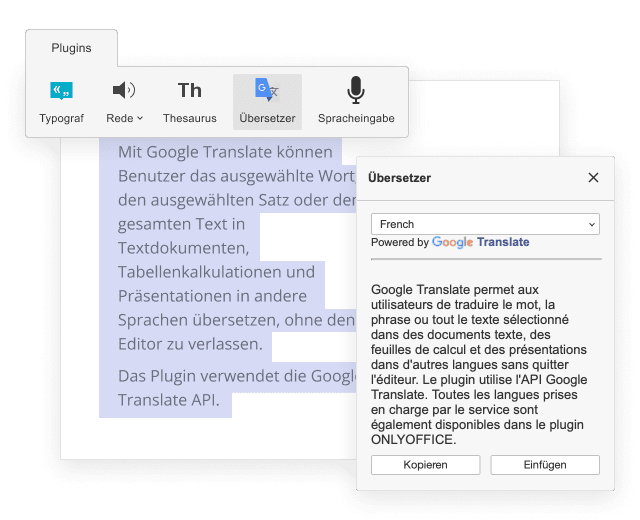 Plugins
Typograf
Rede
Th
Thesaurus
G
文
Übersetzer
Spracheingabe
Mit Google Translate können
Benutzer das ausgewählte Wort,
den ausgewählten Satz oder den
gesamten Text in
Textdokumenten,
Tabellenkalkulationen und
Präsentationen in andere
Sprachen übersetzen, ohne den
Editor zu verlassen.
Das Plugin verwendet die Google
Translate API.
Übersetzer
French
Powered by Google Translate
Google Translate permet aux
utilisateurs de traduire le mot, la
phrase ou tout le texte sélectionné
dans des documents texte, des
feuilles de calcul et des présentations
dans d'autres langues sans quitter
l'éditeur. Le plugin utilise l'API Google
Translate. Toutes les langues prises
en charge par le service sont
également disponibles dans le plugin
ONLYOFFICE.
Kopieren
Einfügen